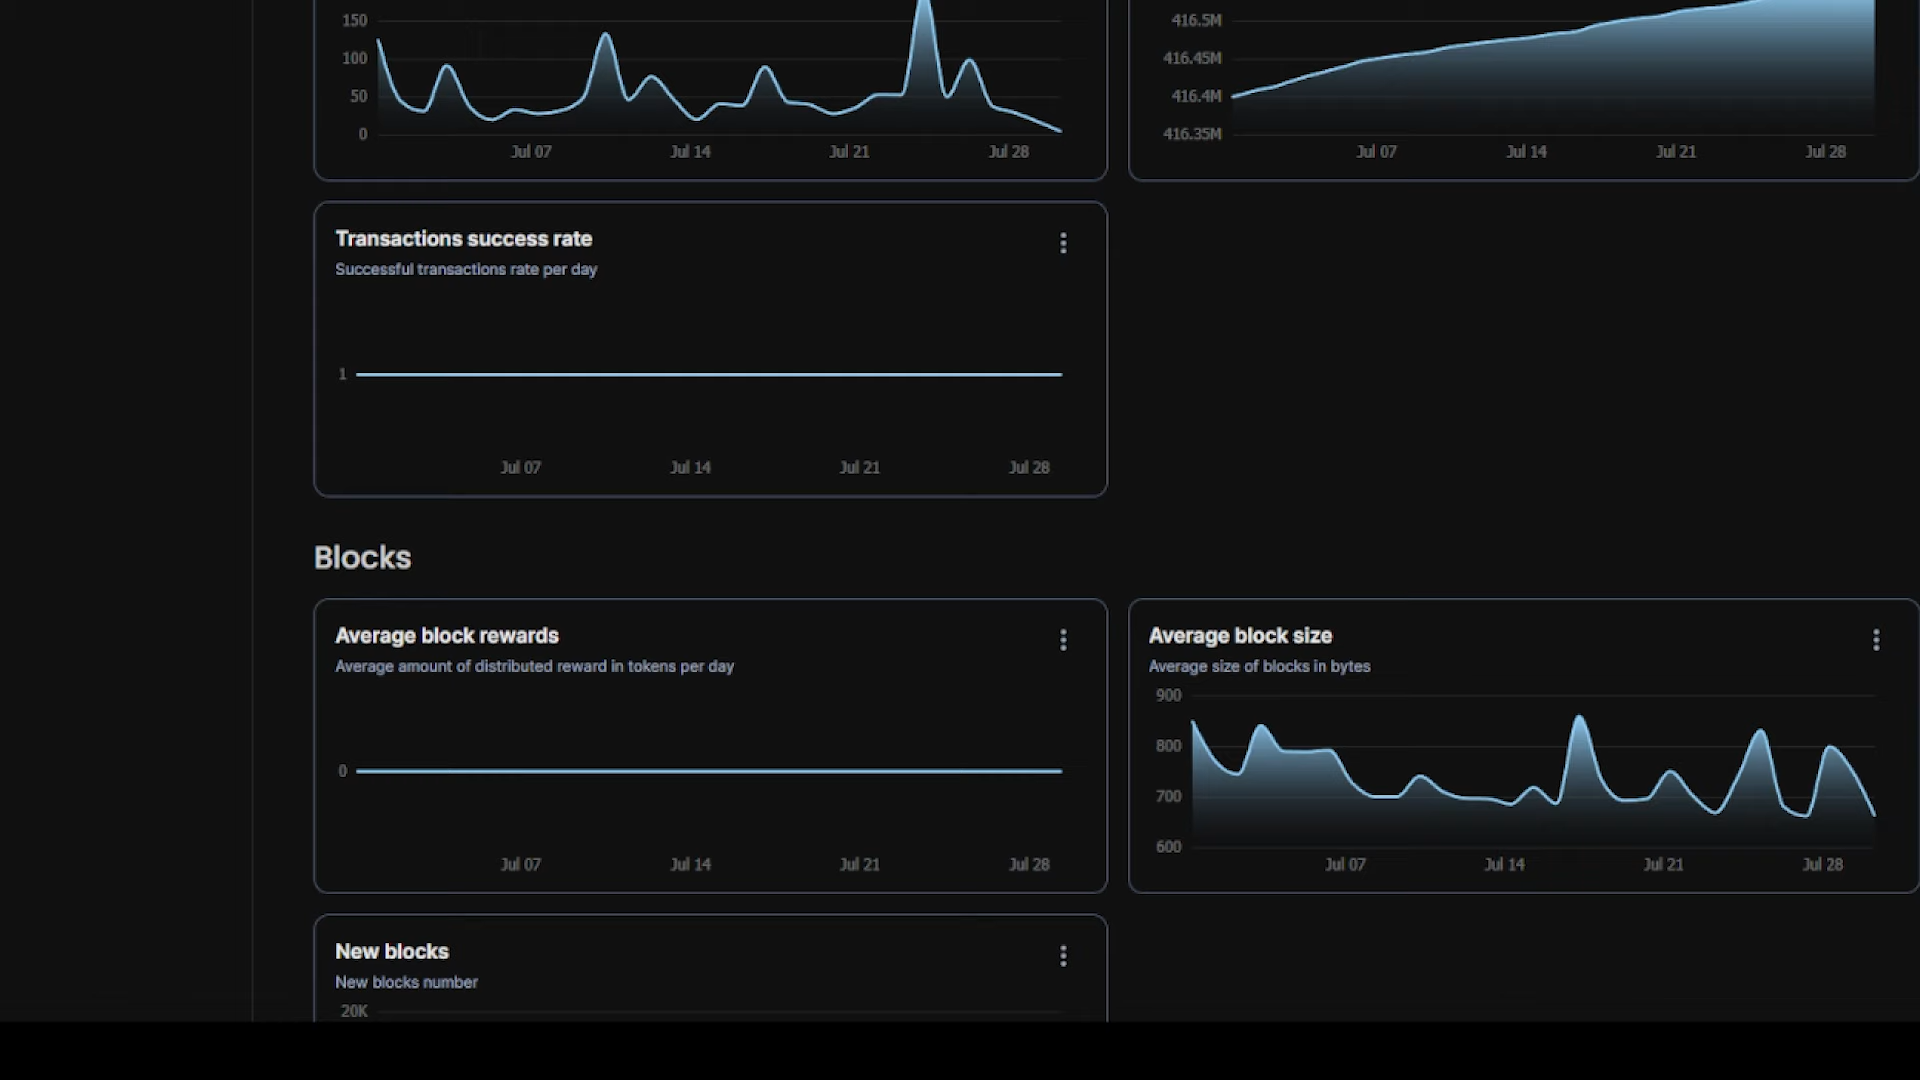 150
100
50
0
Jul 07 Jul 14 Jul 21 Jul 28
416.5M
416.45M
416.4M
416.35M
Jul 07 Jul 14 Jul 21 Jul 28
Transactions success rate
Successful transactions rate per day
1
Jul 07 Jul 14 Jul 21 Jul 28
Blocks
Average block rewards
Average amount of distributed reward in tokens per day
0
Jul 07 Jul 14 Jul 21 Jul 28
Average block size
Average size of blocks in bytes
900
800
700
600
Jul 07 Jul 14 Jul 21 Jul 28
New blocks
New blocks number
20K